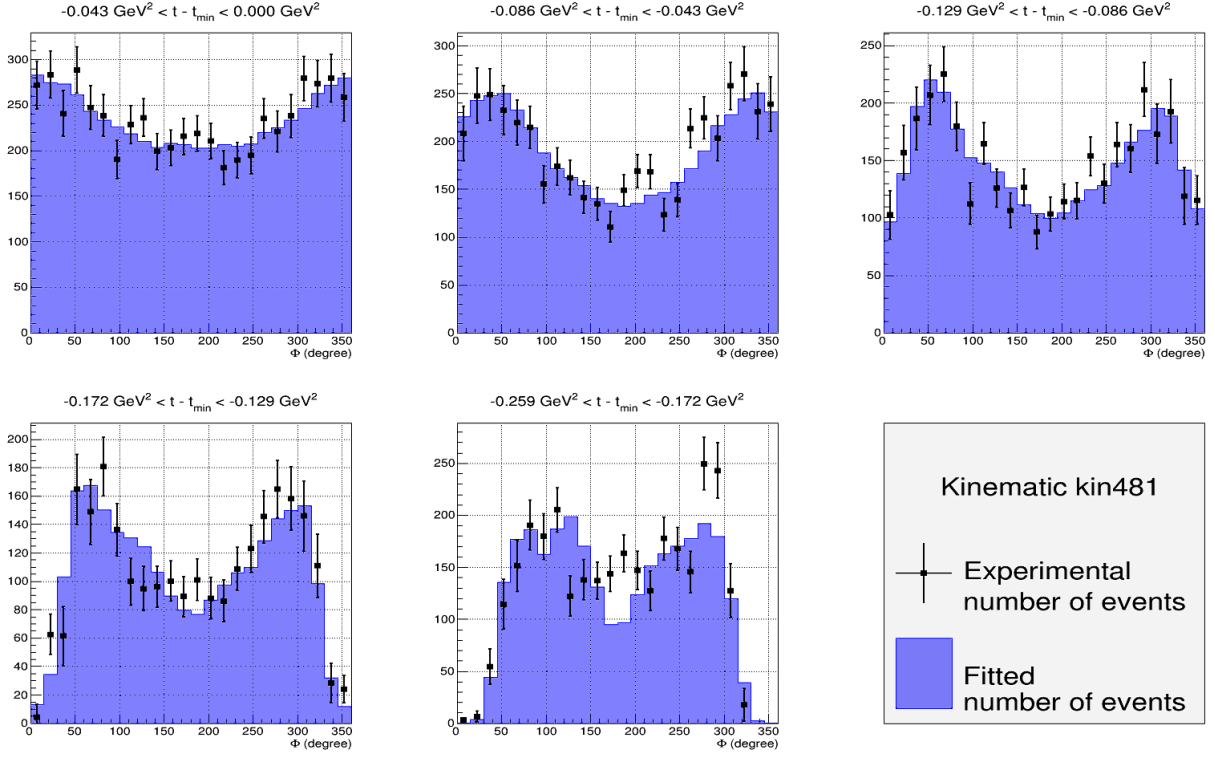 -0.043 GeV² < t - t_min < 0.000 GeV²
300
250
200
150
100
50
0
0 50 100 150 200 250 300 350
Φ (degree)
-0.086 GeV² < t - t_min < -0.043 GeV²
300
250
200
150
100
50
0
0 50 100 150 200 250 300 350
Φ (degree)
-0.129 GeV² < t - t_min < -0.086 GeV²
250
200
150
100
50
0
0 50 100 150 200 250 300 350
Φ (degree)
-0.172 GeV² < t - t_min < -0.129 GeV²
200
180
160
140
120
100
80
60
40
20
0
0 50 100 150 200 250 300 350
Φ (degree)
-0.259 GeV² < t - t_min < -0.172 GeV²
250
200
150
100
50
0
0 50 100 150 200 250 300 350
Φ (degree)
Kinematic kin481
Experimental
number of events
Fitted
number of events